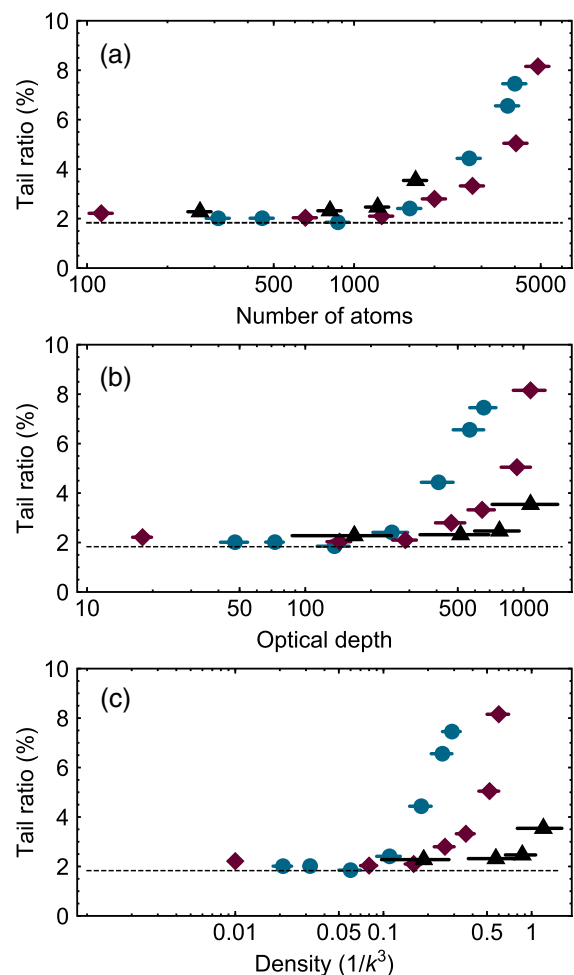 (a)
Tail ratio (%)
10
8
6
4
2
0
100 500 1000 5000
Number of atoms
(b)
Tail ratio (%)
10
8
6
4
2
0
10 50 100 500 1000
Optical depth
(c)
Tail ratio (%)
10
8
6
4
2
0
0.01 0.05 0.1 0.5 1
Density (1/k³)